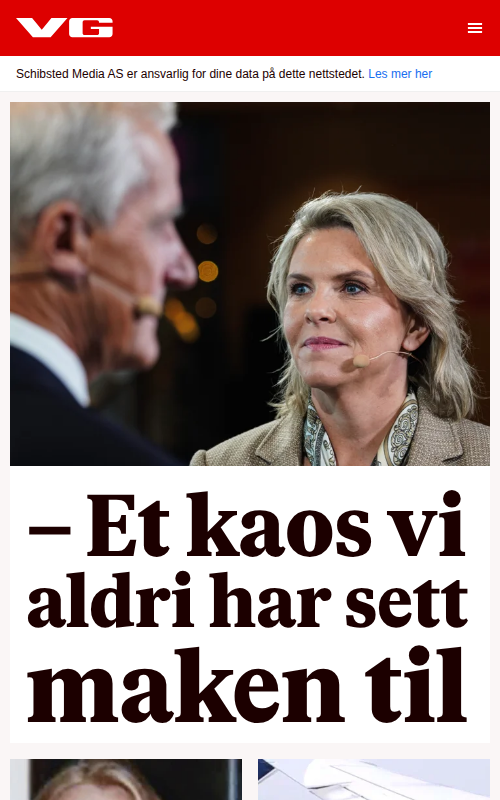 VG
Schibsted Media AS er ansvarlig for dine data på dette nettstedet. Les mer her
– Et kaos vi
aldri har sett
maken til